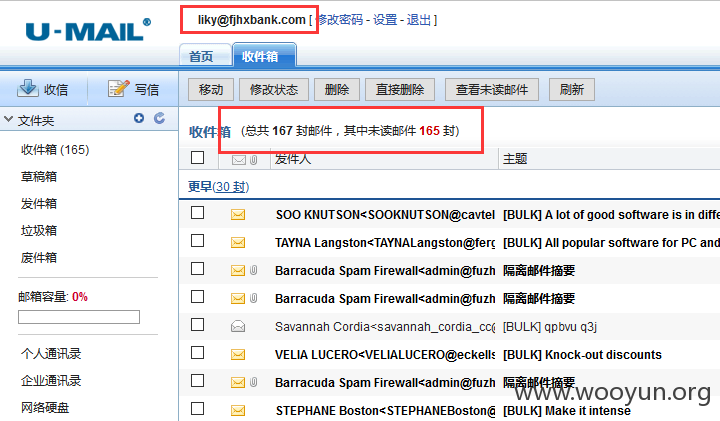 U-MAIL®
liky@fjhxbank.com [ 修改密码 - 设置 - 退出 ]
首页 收件箱
收信 写信 移动 修改状态 删除 直接删除 查看未读邮件 刷新
文件夹
收件箱 (总共 167 封邮件，其中未读邮件 165 封)
收件箱 (165)
草稿箱
发件箱
垃圾箱
废件箱
邮箱容量: 0%
个人通讯录
企业通讯录
网络硬盘
发件人 主题
更早(30 封)
SOO KNUTSON<SOOKNUTSON@cavtel [BULK] A lot of good software is in diffe
TAYNA Langston<TAYNALangston@ferg [BULK] All popular software for PC and
Barracuda Spam Firewall<admin@fuzh 隔离邮件摘要
Barracuda Spam Firewall<admin@fuzh 隔离邮件摘要
Savannah Cordia<savannah_cordia_cc@ [BULK] qpbvu q3j
VELIA LUCERO<VELIALUCERO@eckells [BULK] Knock-out discounts
Barracuda Spam Firewall<admin@fuzh 隔离邮件摘要
STEPHANE Boston<STEPHANEBoston@ [BULK] Make it intense
www.wooyun.org